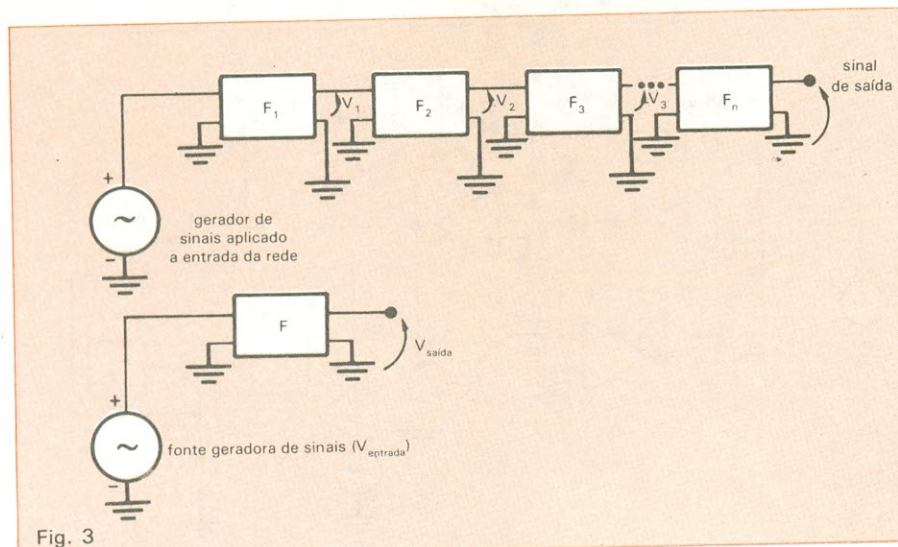 F1
V1
F2
V2
F3
V3
Fn
sinal
de saída
+
~
-
gerador de
sinais aplicado
a entrada da rede
F
Vsaída
+
~
-
fonte geradora de sinais (Ventrada)
Fig. 3